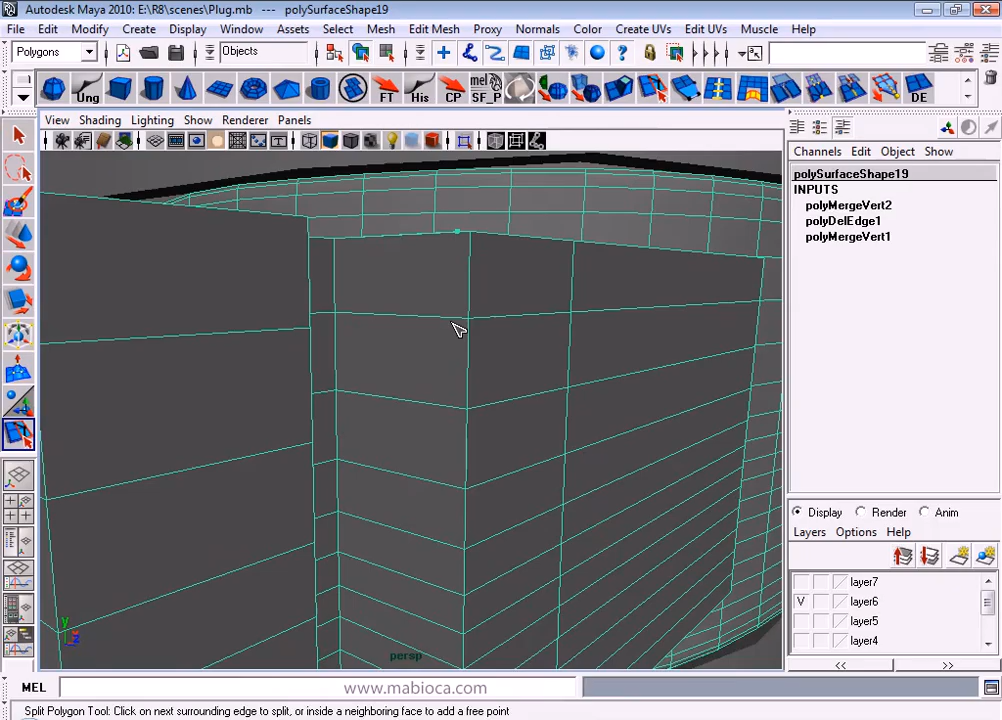 Autodesk Maya 2010: E:\R8\scenes\Plug.mb --- polySurfaceShape19
File Edit Modify Create Display Window Assets Select Mesh Edit Mesh Proxy Normals Color Create UVs Edit UVs Muscle Help
Polygons Objects
Ung FT His CP mel SF_P DE
View Shading Lighting Show Renderer Panels
Channels Edit Object Show
polySurfaceShape19
INPUTS
polyMergeVert2
polyDelEdge1
polyMergeVert1
Display Render Anim
Layers Options Help
layer7
V layer6
layer5
layer4
y
z
persp
<< >>
MEL www.mabioca.com
Split Polygon Tool: Click on next surrounding edge to split, or inside a neighboring face to add a free point